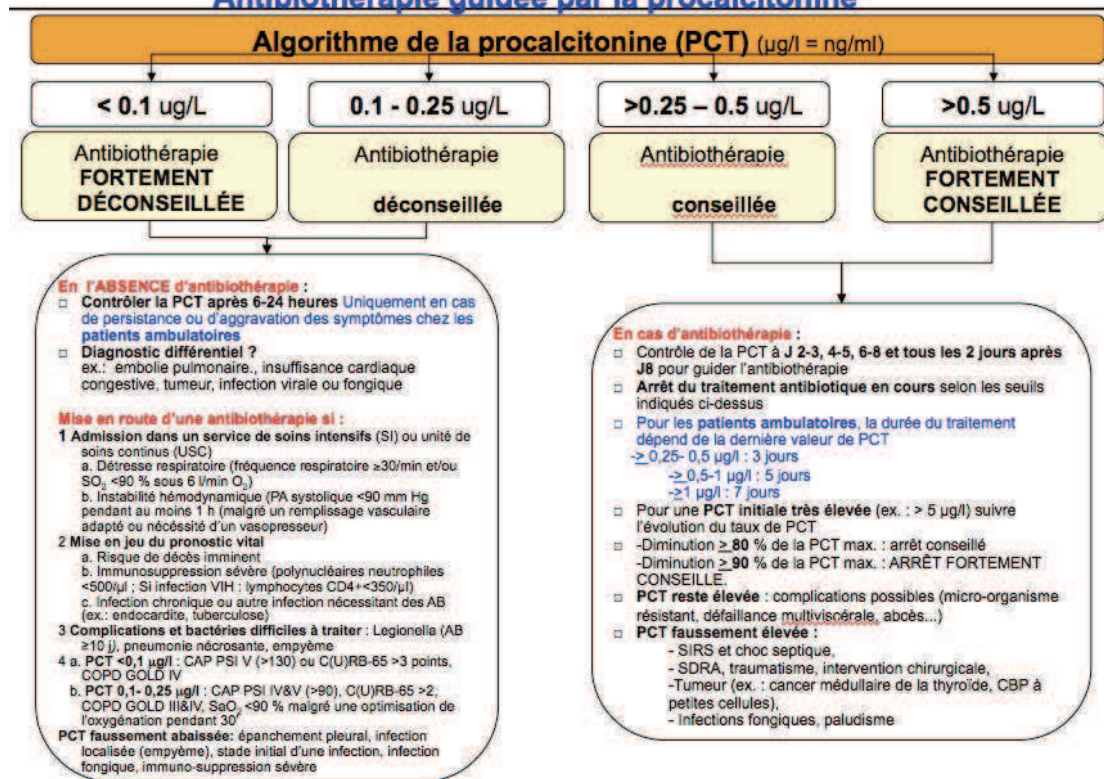 Antibiothérapie guidée par la procalcitonine
Algorithme de la procalcitonine (PCT) (µg/l = ng/ml)
< 0.1 ug/L
0.1 - 0.25 ug/L
>0.25 – 0.5 ug/L
>0.5 ug/L
Antibiothérapie
FORTEMENT
DÉCONSEILLÉE
Antibiothérapie
déconseillée
Antibiothérapie
conseillée
Antibiothérapie
FORTEMENT
CONSEILLÉE
En l'ABSENCE d'antibiothérapie :
□ Contrôler la PCT après 6-24 heures Uniquement en cas
de persistance ou d'aggravation des symptômes chez les
patients ambulatoires
□ Diagnostic différentiel ?
ex.: embolie pulmonaire., insuffisance cardiaque
congestive, tumeur, infection virale ou fongique
Mise en route d'une antibiothérapie si :
1 Admission dans un service de soins intensifs (SI) ou unité de
soins continus (USC)
a. Détresse respiratoire (fréquence respiratoire ≥30/min et/ou
SO2 <90 % sous 6 l/min O2)
b. Instabilité hémodynamique (PA systolique <90 mm Hg
pendant au moins 1 h (malgré un remplissage vasculaire
adapté ou nécéssité d'un vasopresseur)
2 Mise en jeu du pronostic vital
a. Risque de décès imminent
b. Immunosuppression sévère (polynucléaires neutrophiles
<500/µl ; Si infection VIH : lymphocytes CD4+<350/µl)
c. Infection chronique ou autre infection nécessitant des AB
(ex.: endocardite, tuberculose)
3 Complications et bactéries difficiles à traiter : Legionella (AB
≥10 j), pneumonie nécrosante, empyème
4 a. PCT <0,1 µg/l : CAP PSI V (>130) ou C(U)RB-65 >3 points,
COPD GOLD IV
b. PCT 0,1- 0,25 µg/l : CAP PSI IV&V (>90), C(U)RB-65 >2,
COPD GOLD III&IV, SaO2 <90 % malgré une optimisation de
l'oxygénation pendant 30'
PCT faussement abaissée: épanchement pleural, infection
localisée (empyème), stade initial d'une infection, infection
fongique, immuno-suppression sévère
En cas d'antibiothérapie :
□ Contrôle de la PCT à J 2-3, 4-5, 6-8 et tous les 2 jours après
J8 pour guider l'antibiothérapie
□ Arrêt du traitement antibiotique en cours selon les seuils
indiqués ci-dessus
□ Pour les patients ambulatoires, la durée du traitement
dépend de la dernière valeur de PCT
-≥ 0,25- 0,5 µg/l : 3 jours
-≥ 0,5-1 µg/l : 5 jours
-≥1 µg/l : 7 jours
□ Pour une PCT initiale très élevée (ex. : > 5 µg/l) suivre
l'évolution du taux de PCT
□ -Diminution ≥ 80 % de la PCT max. : arrêt conseillé
-Diminution ≥ 90 % de la PCT max. : ARRÊT FORTEMENT
CONSEILLE.
□ PCT reste élevée : complications possibles (micro-organisme
résistant, défaillance multiviscérale, abcès...)
□ PCT faussement élevée :
- SIRS et choc septique,
- SDRA, traumatisme, intervention chirurgicale,
-Tumeur (ex. : cancer médullaire de la thyroïde, CBP à
petites cellules),
- Infections fongiques, paludisme